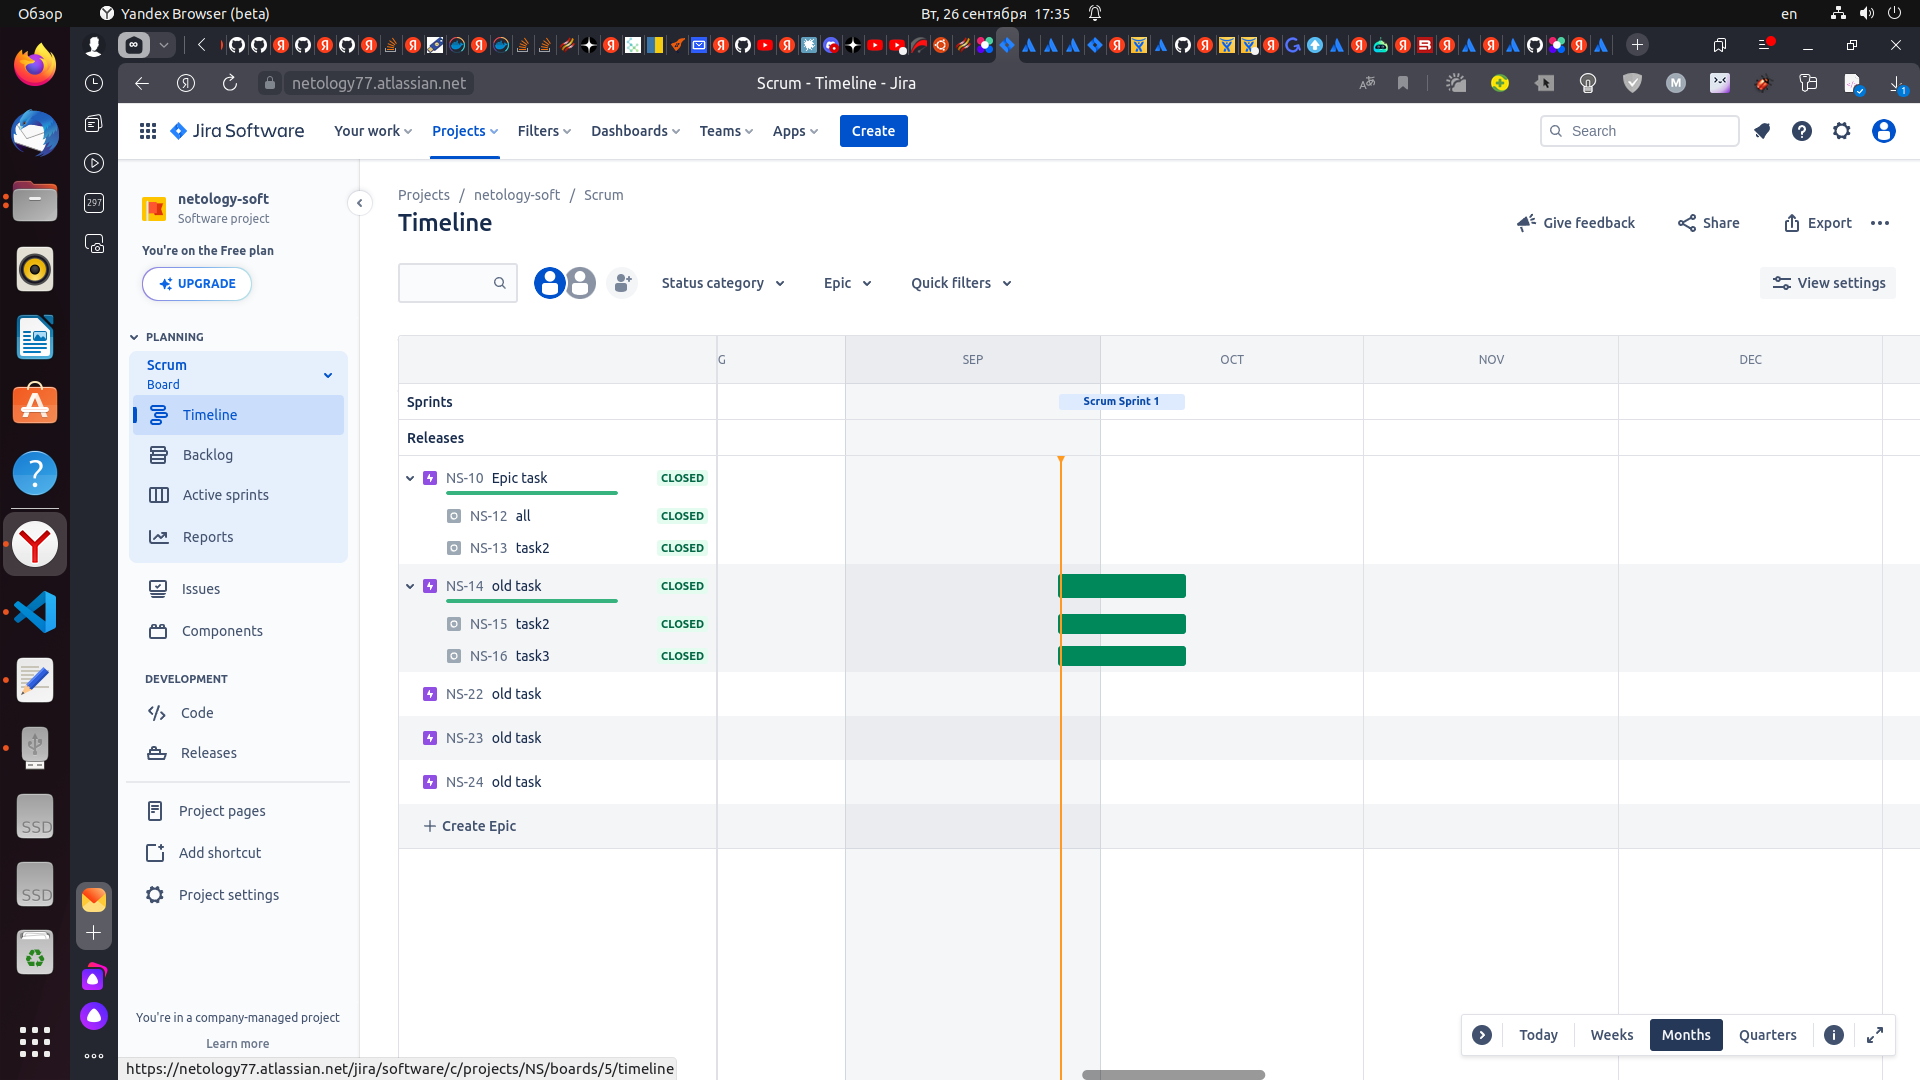 Обзор
Yandex Browser (beta)
Вт, 26 сентября 17:35
en
netology77.atlassian.net
Scrum - Timeline - Jira
297
M
1
Jira Software
Your work
Projects
Filters
Dashboards
Teams
Apps
Create
Search
netology-soft
Software project
You're on the Free plan
UPGRADE
PLANNING
Scrum
Board
Timeline
Backlog
Active sprints
Reports
Issues
Components
DEVELOPMENT
Code
Releases
Project pages
Add shortcut
Project settings
You're in a company-managed project
Learn more
Projects / netology-soft / Scrum
Timeline
Give feedback
Share
Export
Status category
Epic
Quick filters
View settings
G
SEP
OCT
NOV
DEC
Sprints
Scrum Sprint 1
Releases
NS-10 Epic task CLOSED
NS-12 all CLOSED
NS-13 task2 CLOSED
NS-14 old task CLOSED
NS-15 task2 CLOSED
NS-16 task3 CLOSED
NS-22 old task
NS-23 old task
NS-24 old task
+ Create Epic
Today
Weeks
Months
Quarters
SSD
SSD
https://netology77.atlassian.net/jira/software/c/projects/NS/boards/5/timeline